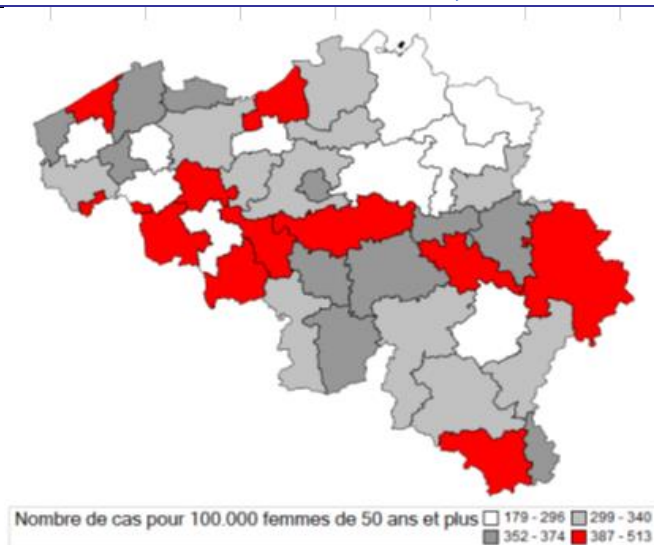 Nombre de cas pour 100.000 femmes de 50 ans et plus 179 - 296 299 - 340
352 - 374 387 - 513